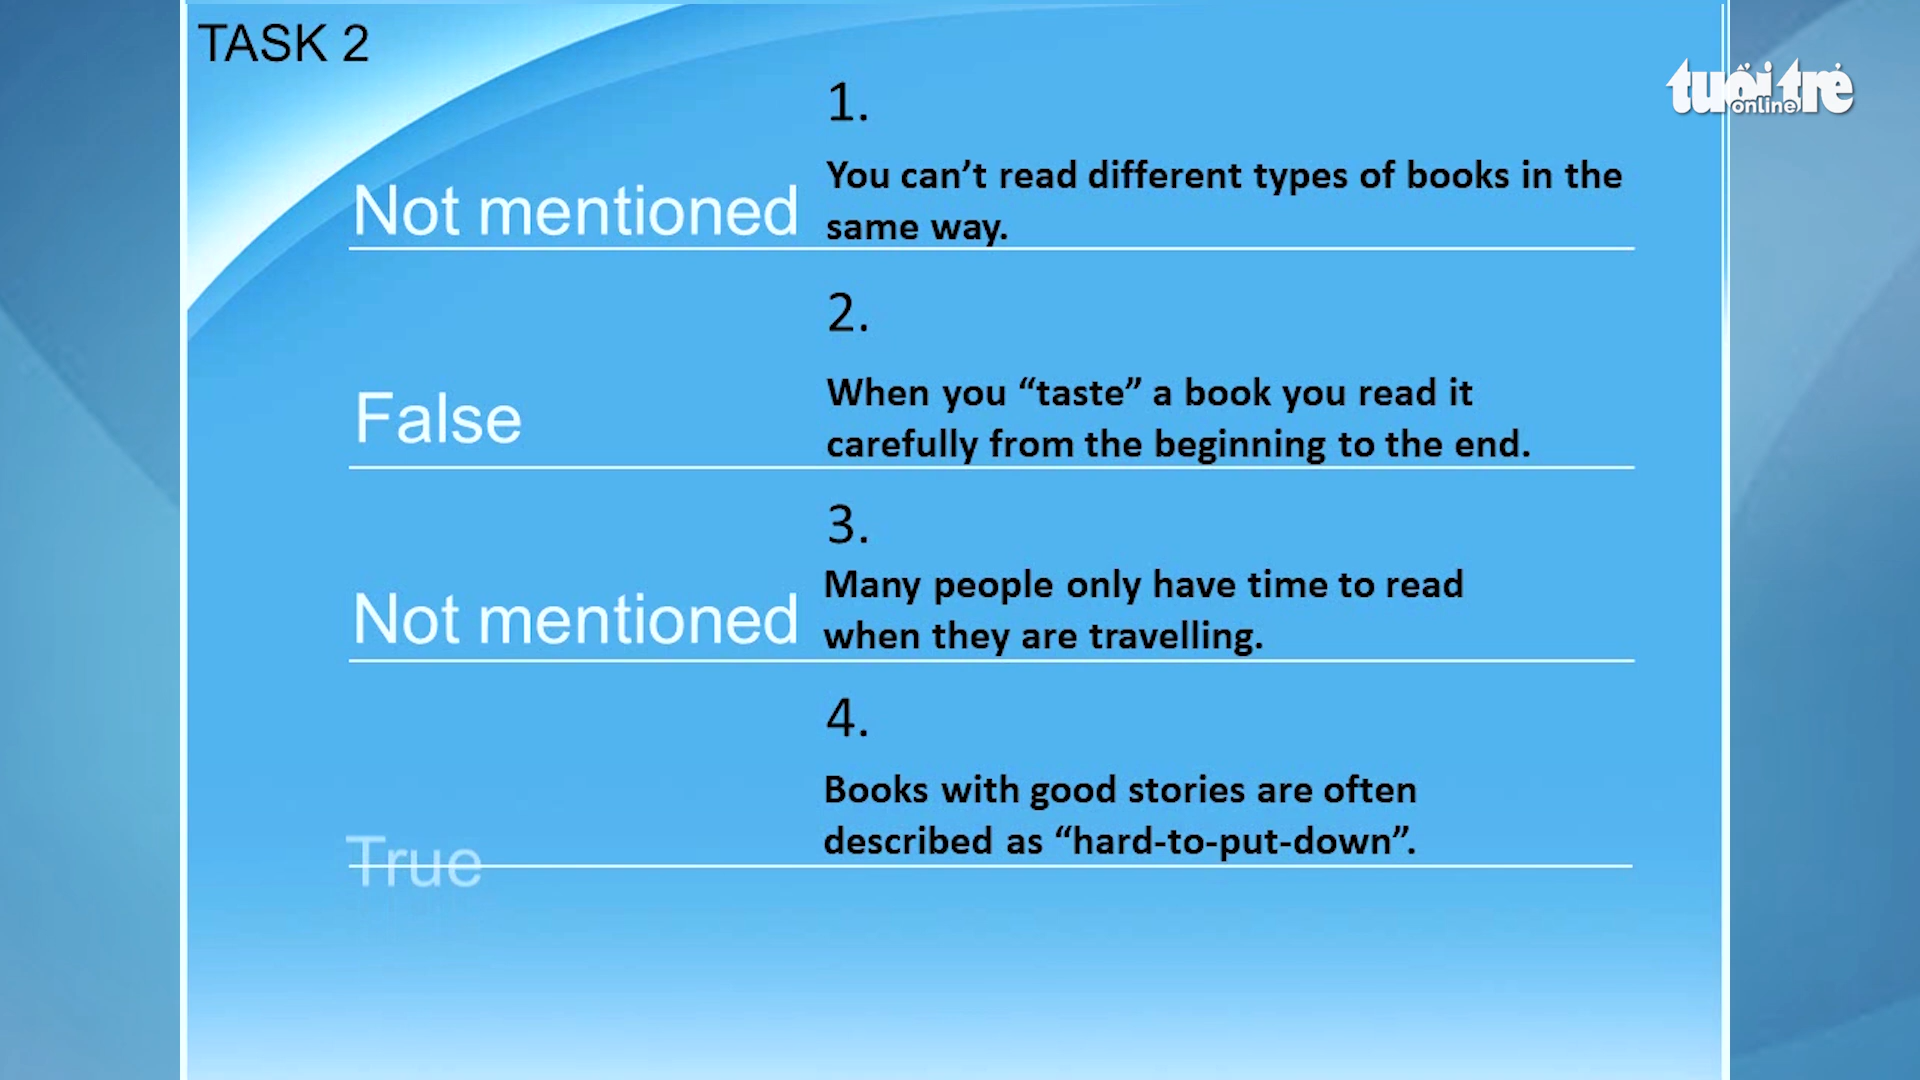 TASK 2
tuổi trẻ
online
1.
Not mentioned
You can’t read different types of books in the
same way.
2.
False
When you “taste” a book you read it
carefully from the beginning to the end.
3.
Not mentioned
Many people only have time to read
when they are travelling.
4.
True
Books with good stories are often
described as “hard-to-put-down”.